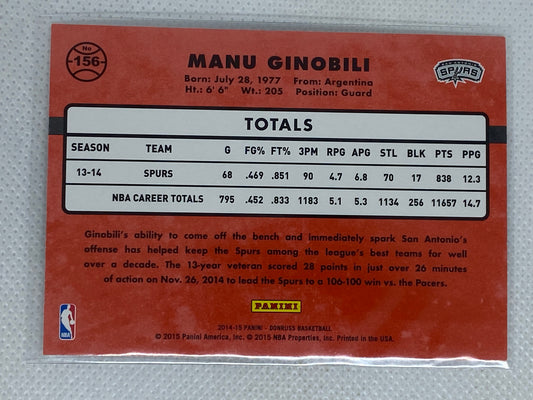 No
156
MANU GINOBILI
Born: July 28, 1977 From: Argentina
Ht.: 6' 6" Wt.: 205 Position: Guard
SAN ANTONIO
SPURS
TOTALS
SEASON TEAM G FG% FT% 3PM RPG APG STL BLK PTS PPG
13-14 SPURS 68 .469 .851 90 4.7 6.8 70 17 838 12.3
NBA CAREER TOTALS 795 .452 .833 1183 5.1 5.3 1134 256 11657 14.7
Ginobili's ability to come off the bench and immediately spark San Antonio's
offense has helped keep the Spurs among the league's best teams far well
over a decade. The 13-year veteran scored 28 points in just over 26 minutes
of action on Nov. 26, 2014 to lead the Spurs to a 106-100 win vs. the Pacers.
PANINI
NBA
2014-15 PANINI - DONRUSS BASKETBALL
© 2015 Panini America, Inc. © 2015 NBA Properties, Inc. Printed in the USA.